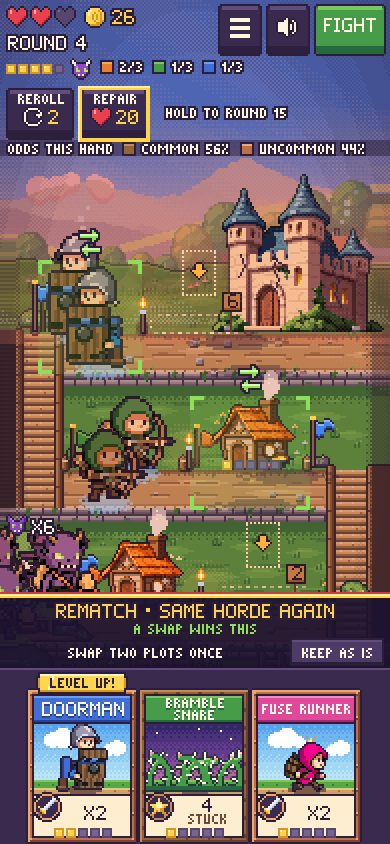 26
ROUND 4
FIGHT
2/3 1/3 1/3
REROLL
2
REPAIR
20
HOLD TO ROUND 15
ODDS THIS HAND COMMON 56% UNCOMMON 44%
6
X6
2
REMATCH • SAME HORDE AGAIN
A SWAP WINS THIS
SWAP TWO PLOTS ONCE
KEEP AS IS
LEVEL UP!
DOORMAN
X2
BRAMBLE
SNARE
4
STUCK
FUSE RUNNER
X2